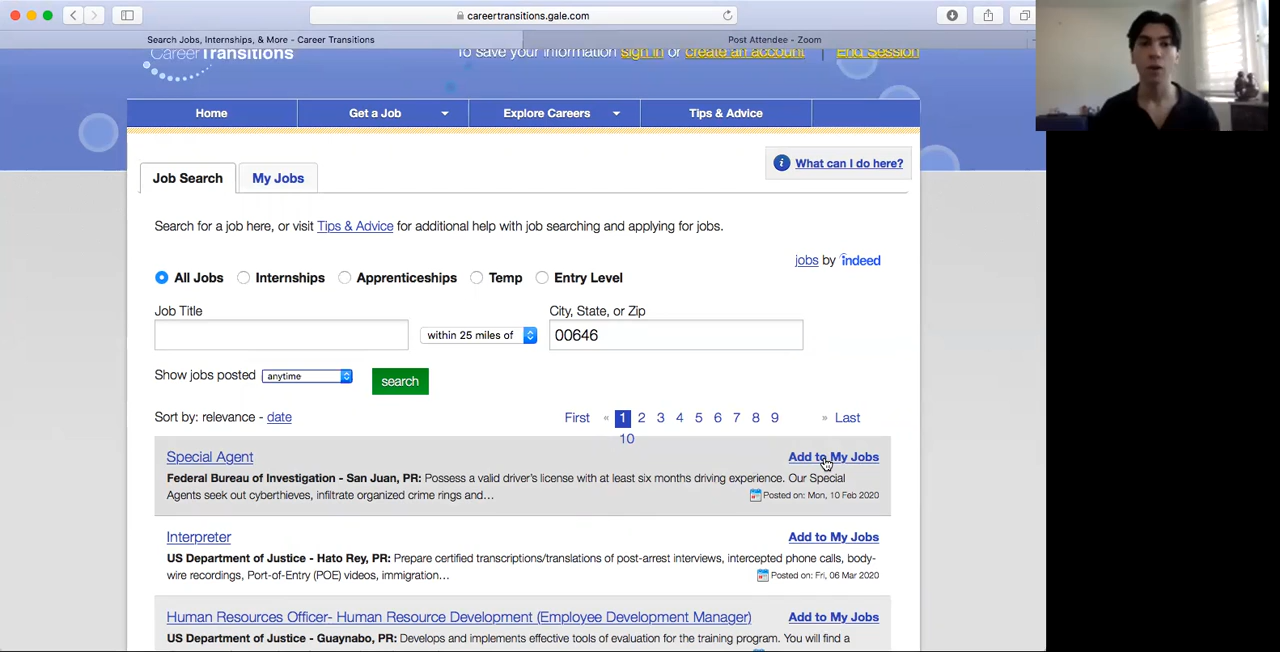 careertransitions.gale.com
Search Jobs, Internships, & More - Career Transitions
Post Attendee - Zoom
CareerTransitions
To save your information sign in or create an account | End Session
Home
Get a Job
Explore Careers
Tips & Advice
i What can I do here?
Job Search
My Jobs
Search for a job here, or visit Tips & Advice for additional help with job searching and applying for jobs.
jobs by indeed
All Jobs Internships Apprenticeships Temp Entry Level
Job Title
City, State, or Zip
within 25 miles of
00646
Show jobs posted anytime search
Sort by: relevance - date
First « 1 2 3 4 5 6 7 8 9 » Last
10
Special Agent
Add to My Jobs
Federal Bureau of Investigation - San Juan, PR: Possess a valid driver's license with at least six months driving experience. Our Special
Agents seek out cyberthieves, infiltrate organized crime rings and...
Posted on: Mon, 10 Feb 2020
Interpreter
Add to My Jobs
US Department of Justice - Hato Rey, PR: Prepare certified transcriptions/translations of post-arrest interviews, intercepted phone calls, body-
wire recordings, Port-of-Entry (POE) videos, immigration...
Posted on: Fri, 06 Mar 2020
Human Resources Officer- Human Resource Development (Employee Development Manager)
Add to My Jobs
US Department of Justice - Guaynabo, PR: Develops and implements effective tools of evaluation for the training program. You will find a